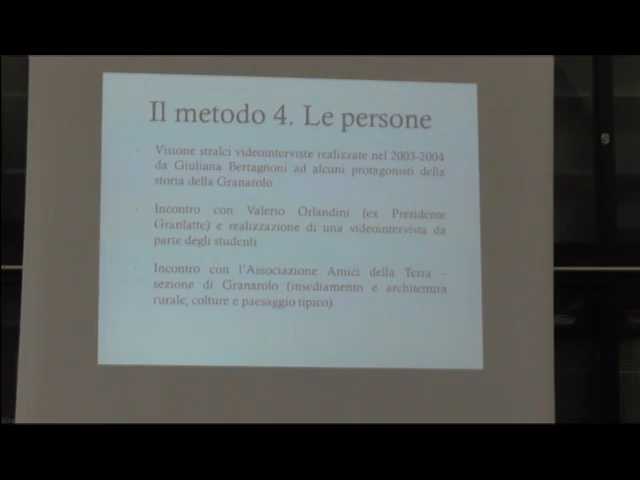 Il metodo 4. Le persone
Visione stralci videointerviste realizzate nel 2003-2004
da Giuliana Bertagnoni ad alcuni protagonisti della
storia della Granarolo
Incontro con Valerio Orlandini (ex Presidente
Granlatte) e realizzazione di una videointervista da
parte degli studenti
Incontro con l'Associazione Amici della Terra –
sezione di Granarolo (insediamento e architettura
rurale, colture e paesaggio tipico).